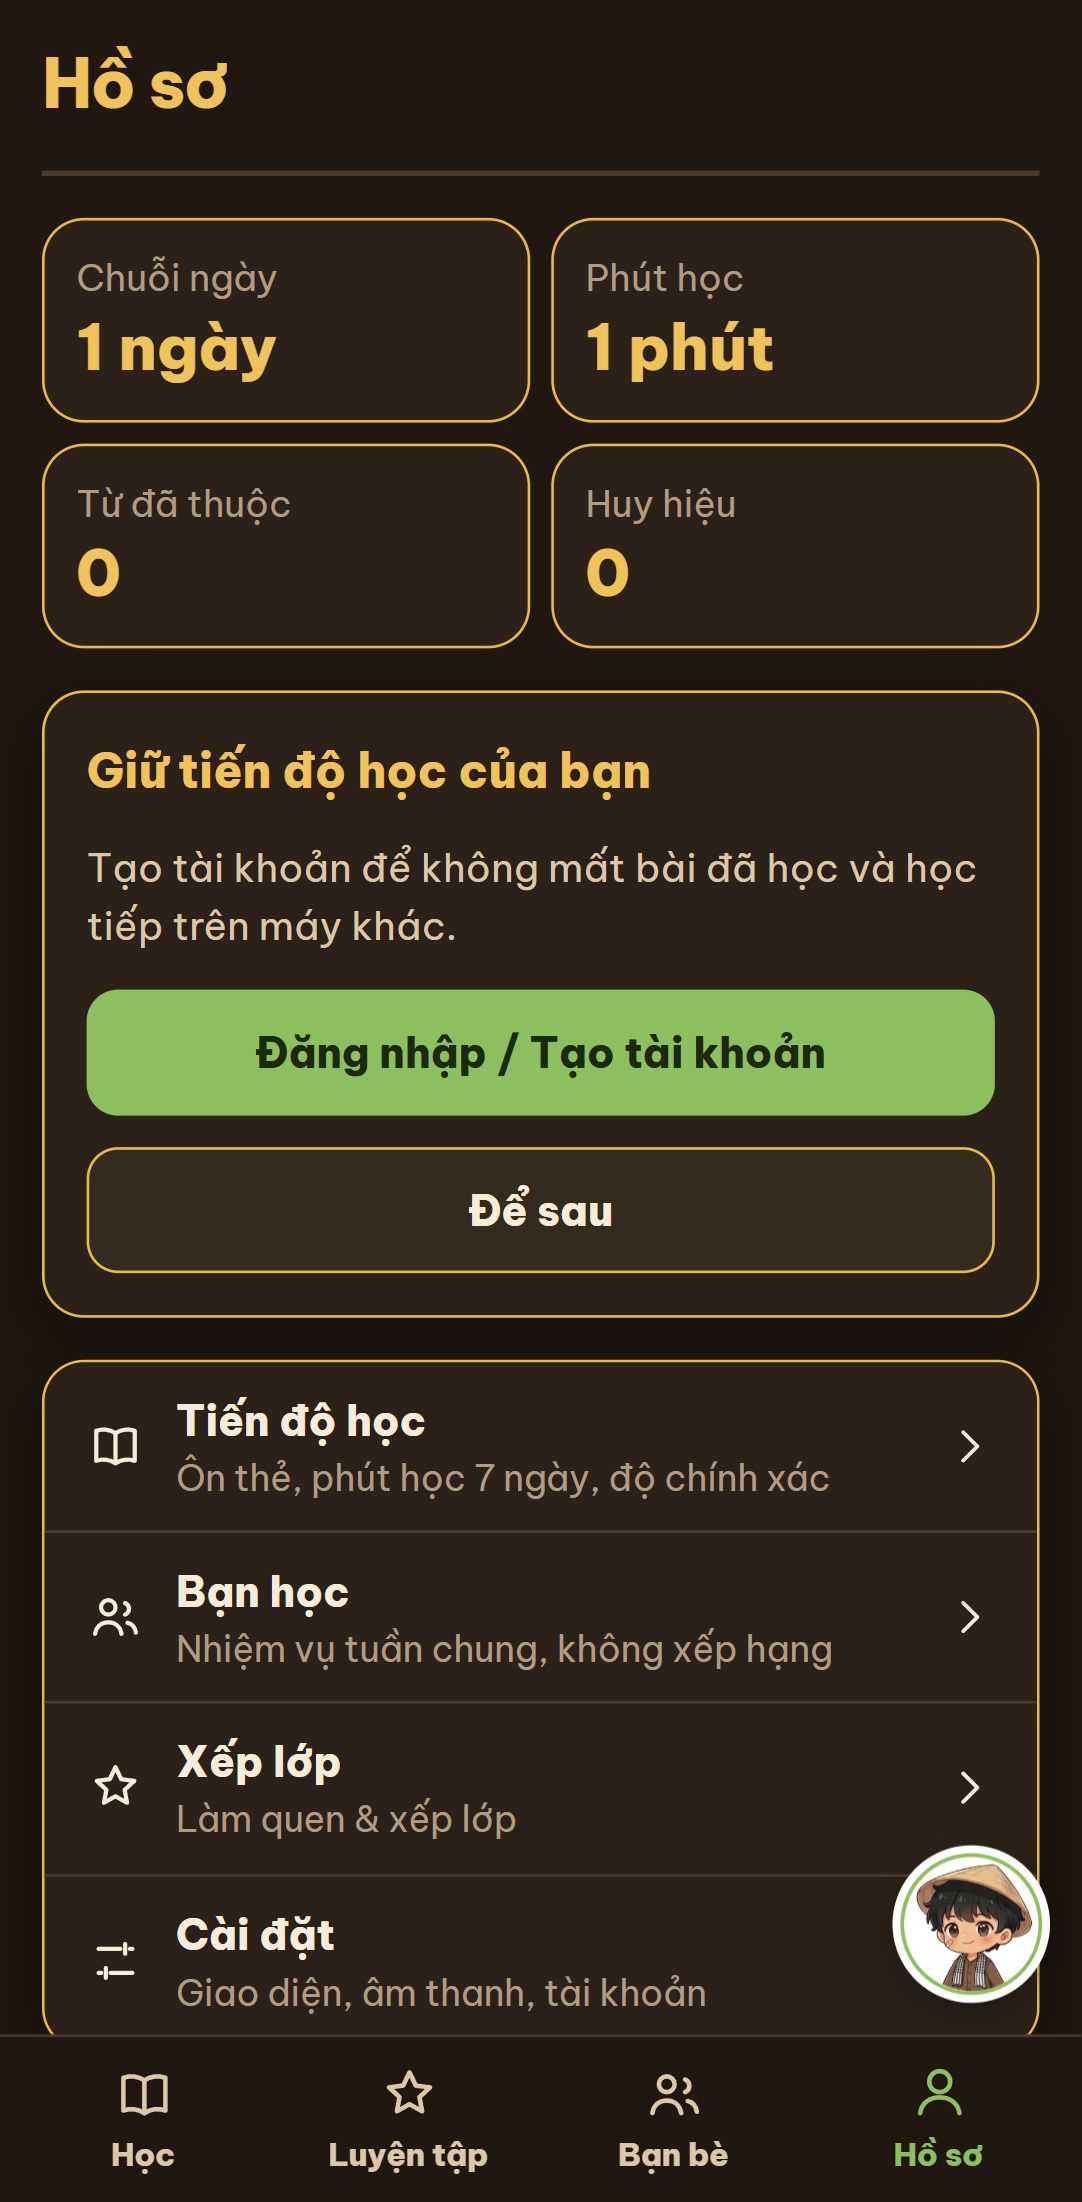 Hồ sơ
Chuỗi ngày
1 ngày
Phút học
1 phút
Từ đã thuộc
0
Huy hiệu
0
Giữ tiến độ học của bạn
Tạo tài khoản để không mất bài đã học và học
tiếp trên máy khác.
Đăng nhập / Tạo tài khoản
Để sau
Tiến độ học
Ôn thẻ, phút học 7 ngày, độ chính xác
Bạn học
Nhiệm vụ tuần chung, không xếp hạng
Xếp lớp
Làm quen & xếp lớp
Cài đặt
Giao diện, âm thanh, tài khoản
Học
Luyện tập
Bạn bè
Hồ sơ